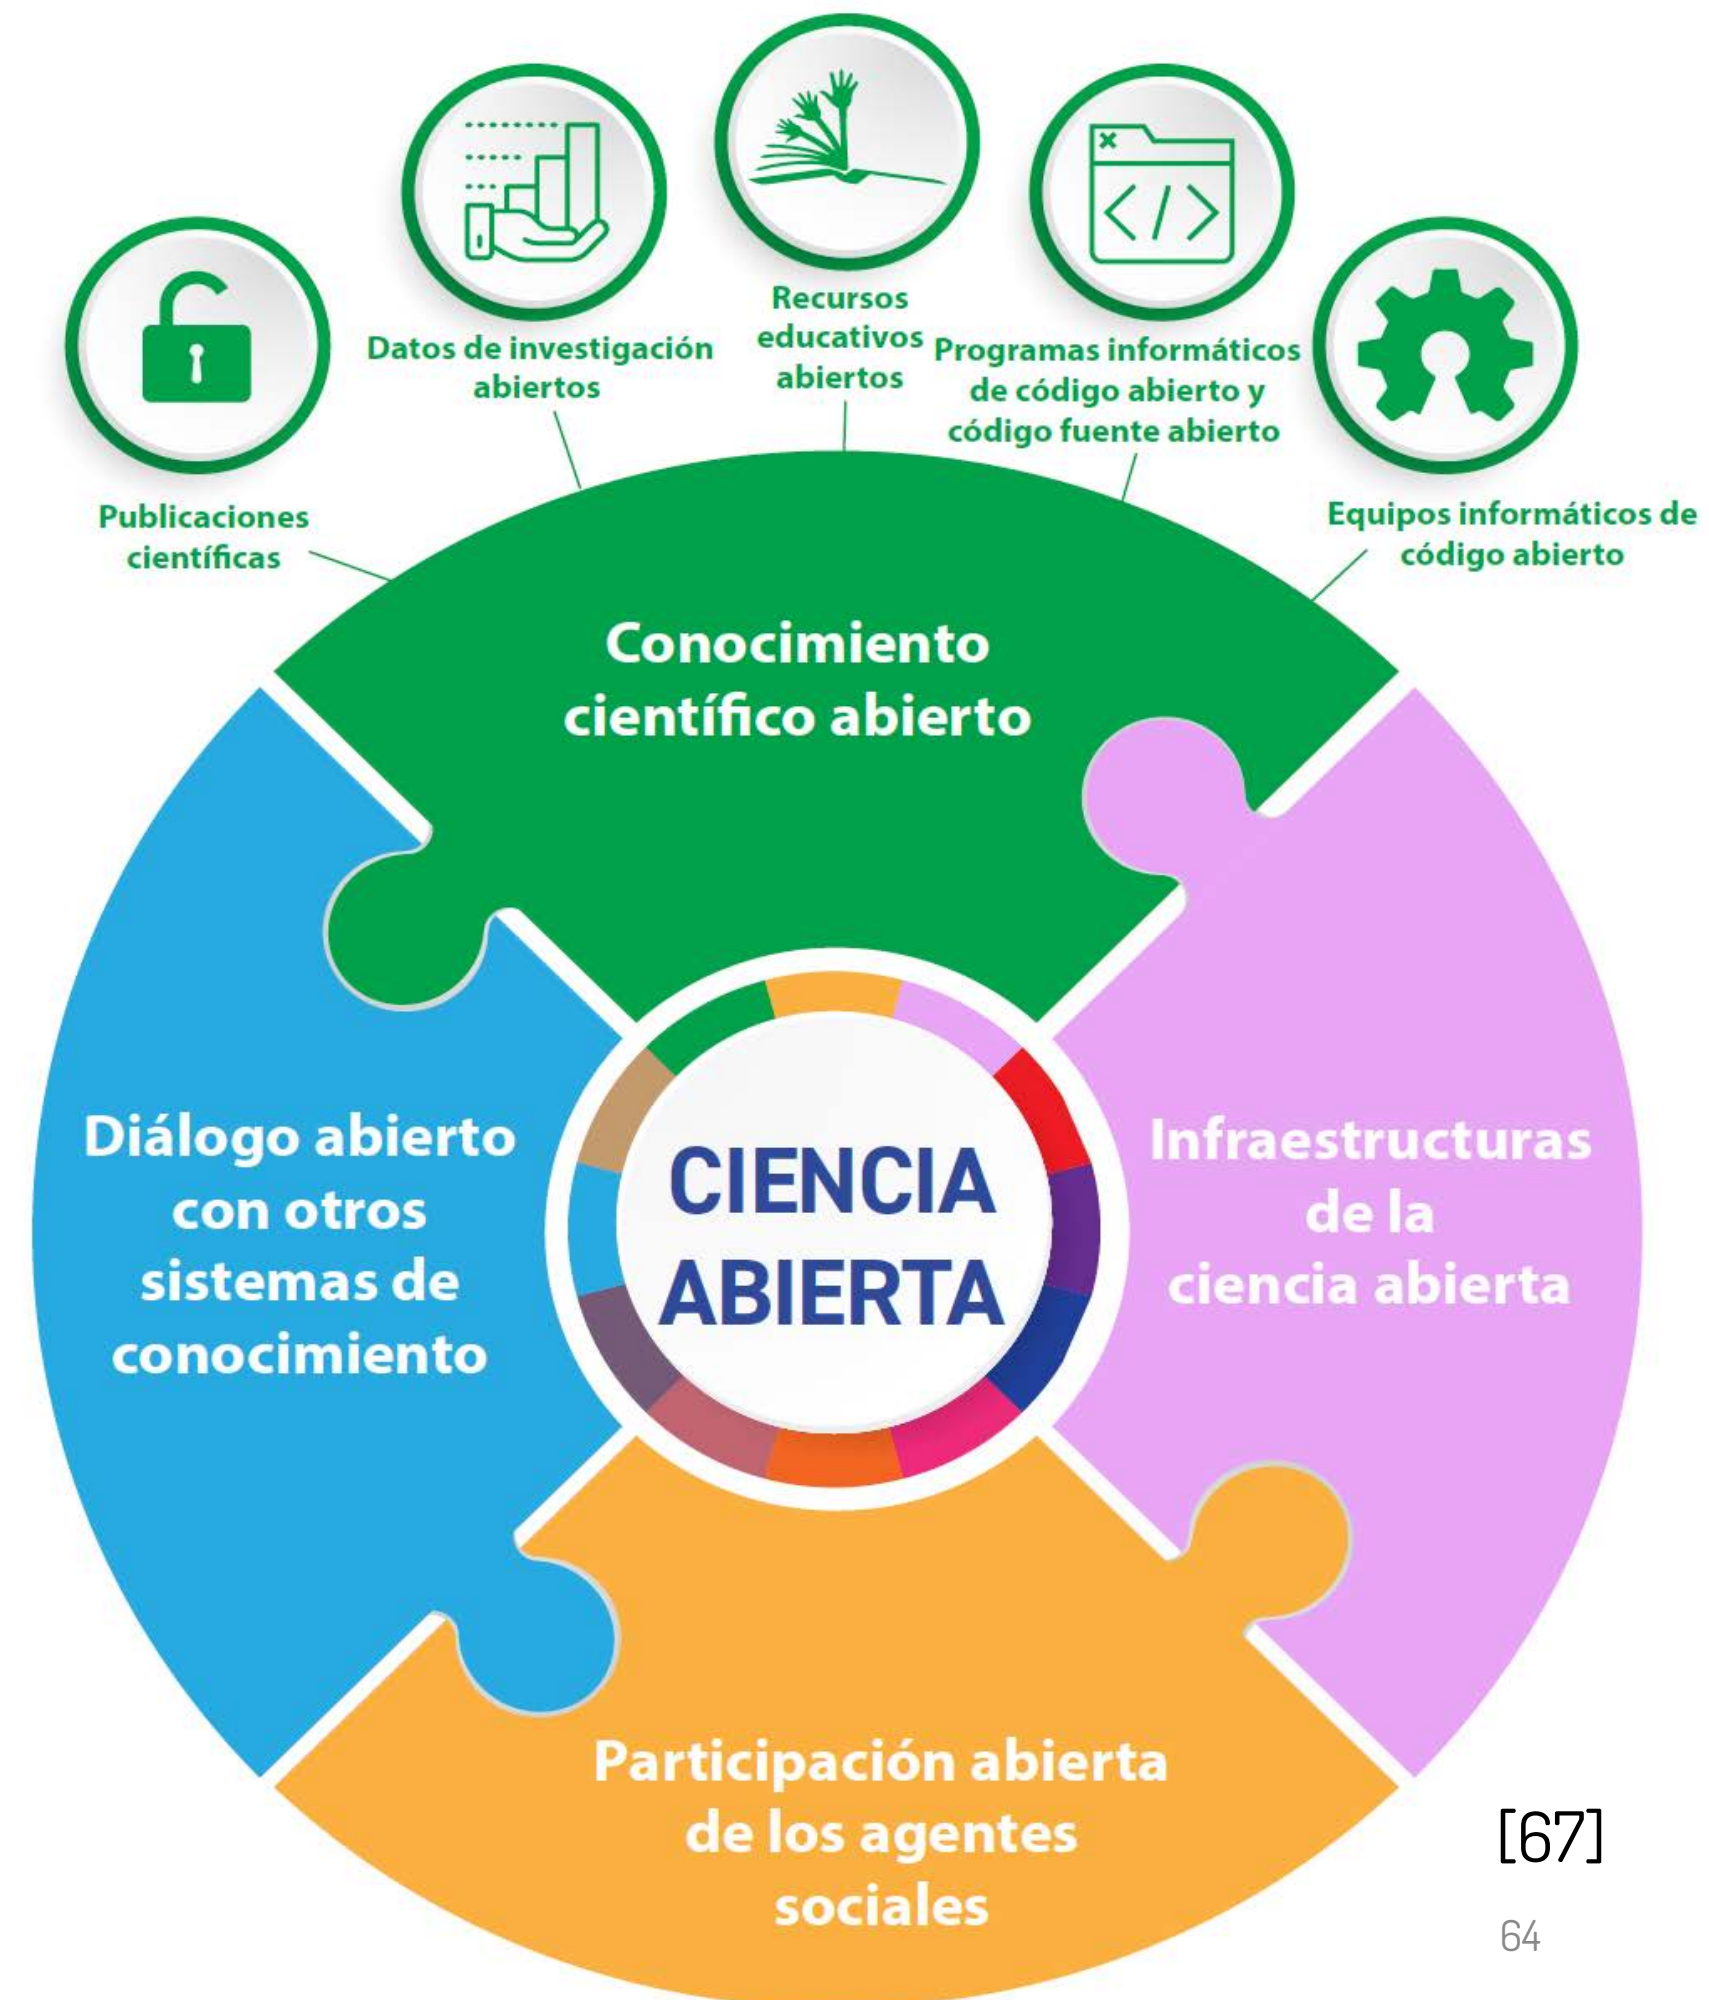 Publicaciones
científicas
Datos de investigación
abiertos
Recursos
educativos
abiertos
Programas informáticos
de código abierto y
código fuente abierto
Equipos informáticos de
código abierto
Conocimiento
científico abierto
Diálogo abierto
con otros
sistemas de
conocimiento
CIENCIA
ABIERTA
Infraestructuras
de la
ciencia abierta
Participación abierta
de los agentes
sociales
[67]
64